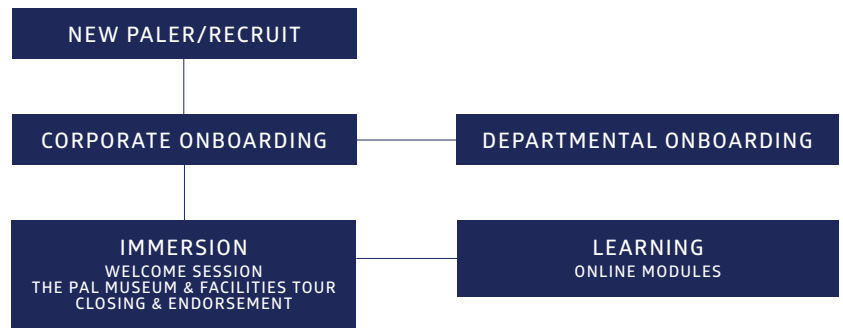 NEW PALER/RECRUIT
CORPORATE ONBOARDING
DEPARTMENTAL ONBOARDING
IMMERSION
WELCOME SESSION
THE PAL MUSEUM & FACILITIES TOUR
CLOSING & ENDORSEMENT
LEARNING
ONLINE MODULES